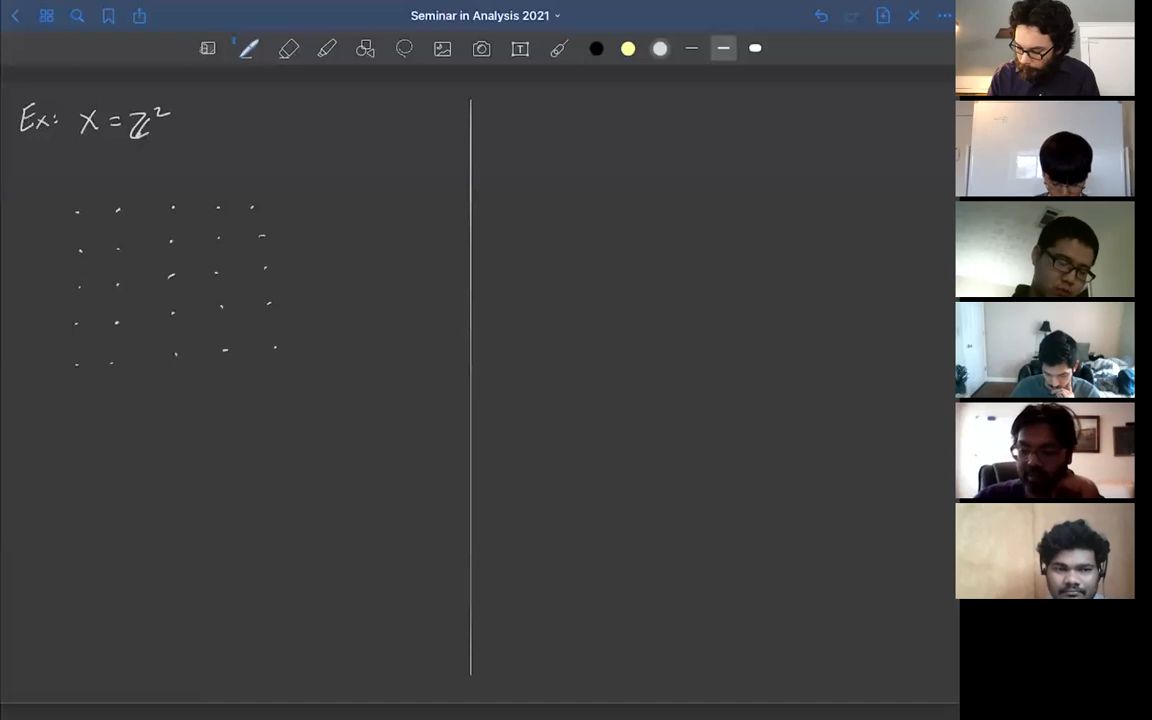 Seminar in Analysis 2021
Ex: X = ℤ²